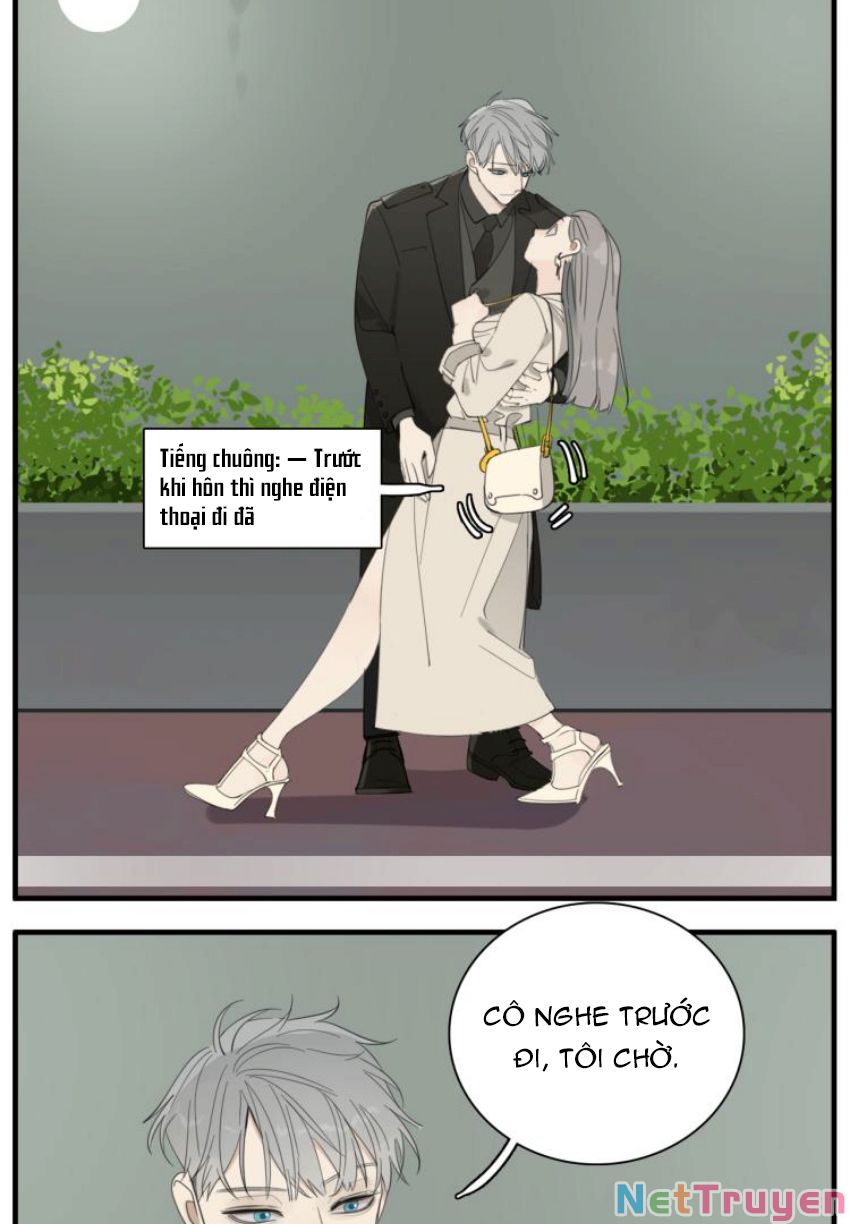 Tiếng chuông: — Trước
khi hôn thì nghe điện
thoại đi đã
CÔ NGHE TRƯỚC
ĐI, TÔI CHỜ.
NetTruyen